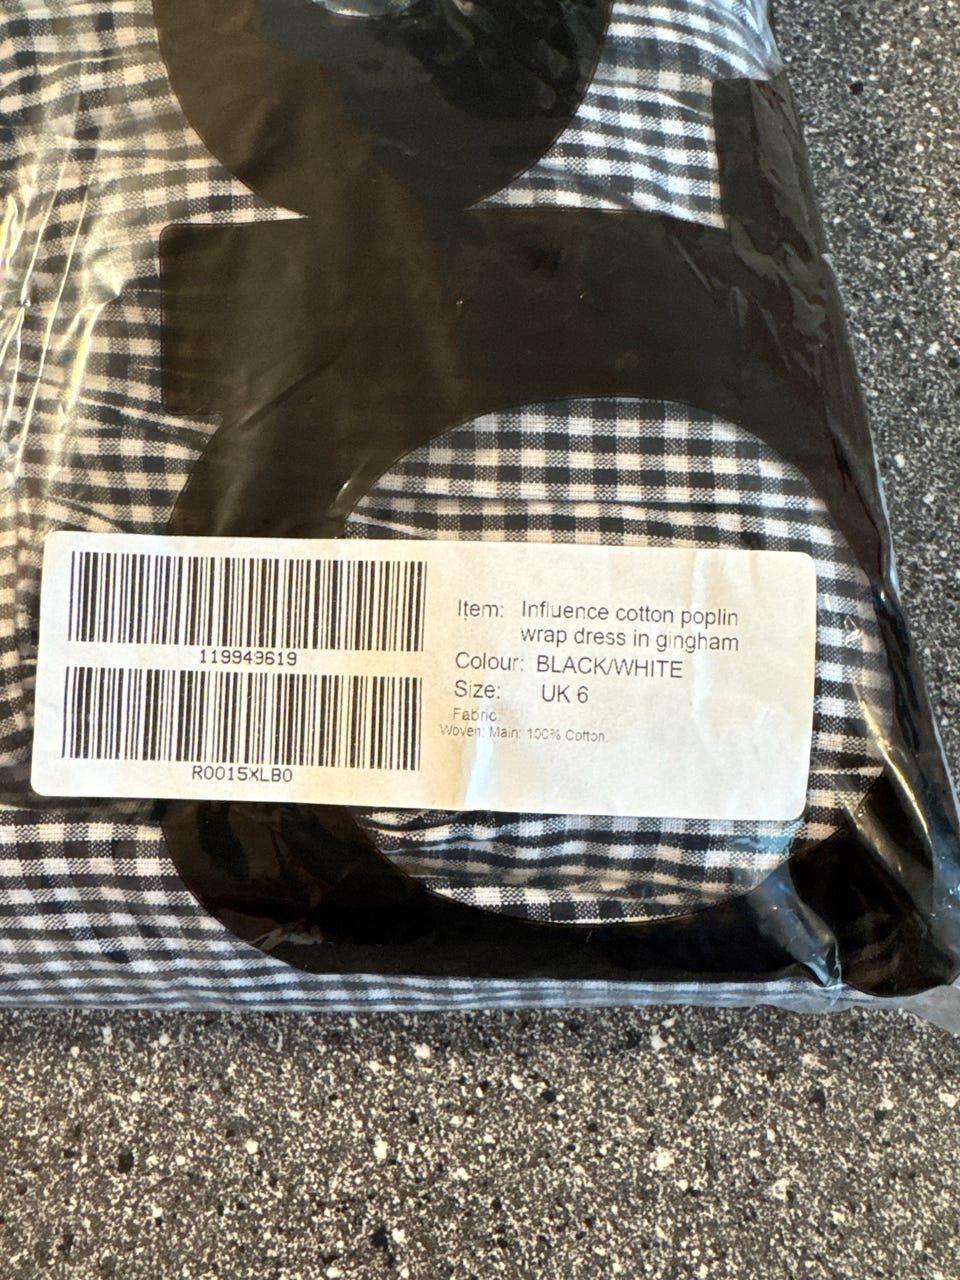 119949619
R0015XLB0
Item: Influence cotton poplin
wrap dress in gingham
Colour: BLACK/WHITE
Size: UK 6
Fabric:
Woven: Main: 100% Cotton.